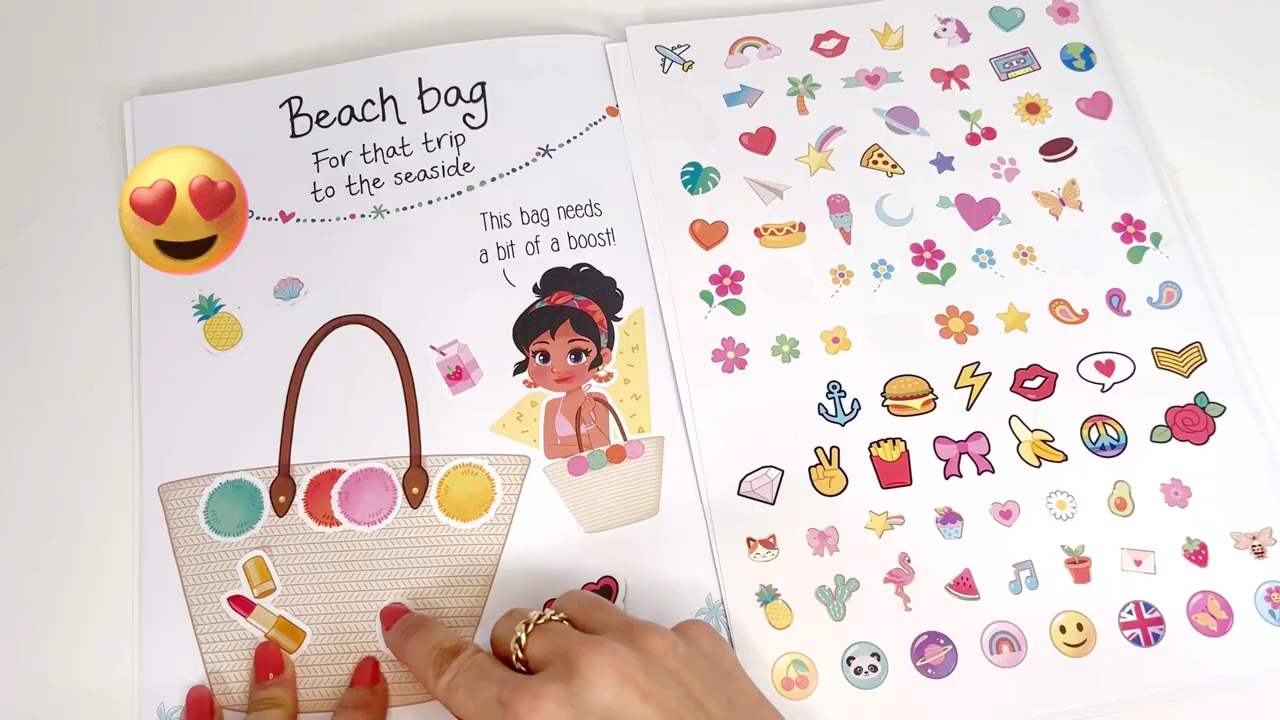 Beach bag
For that trip
to the seaside
This bag needs
a bit of a boost!